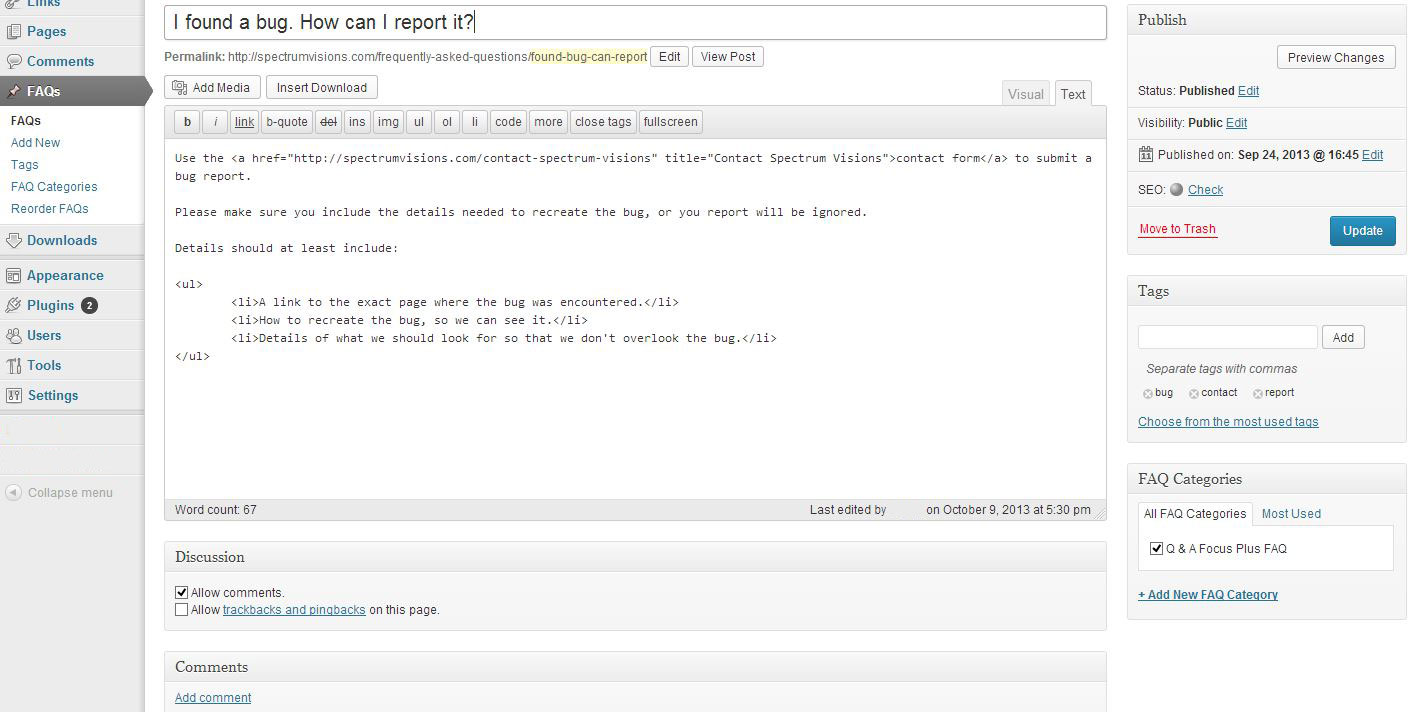 Links
Pages
Comments
FAQs
FAQs
Add New
Tags
FAQ Categories
Reorder FAQs
Downloads
Appearance
Plugins 2
Users
Tools
Settings
Collapse menu
I found a bug. How can I report it?
Permalink: http://spectrumvisions.com/frequently-asked-questions/found-bug-can-report Edit View Post
Add Media Insert Download
Visual Text
b i link b-quote del ins img ul ol li code more close tags fullscreen
Use the <a href="http://spectrumvisions.com/contact-spectrum-visions" title="Contact Spectrum Visions">contact form</a> to submit a
bug report.
Please make sure you include the details needed to recreate the bug, or you report will be ignored.
Details should at least include:
<ul>
<li>A link to the exact page where the bug was encountered.</li>
<li>How to recreate the bug, so we can see it.</li>
<li>Details of what we should look for so that we don't overlook the bug.</li>
</ul>
Word count: 67 Last edited by on October 9, 2013 at 5:30 pm
Discussion
Allow comments.
Allow trackbacks and pingbacks on this page.
Comments
Add comment
Publish
Preview Changes
Status: Published Edit
Visibility: Public Edit
Published on: Sep 24, 2013 @ 16:45 Edit
SEO: Check
Move to Trash Update
Tags
Add
Separate tags with commas
bug contact report
Choose from the most used tags
FAQ Categories
All FAQ Categories Most Used
Q & A Focus Plus FAQ
+ Add New FAQ Category